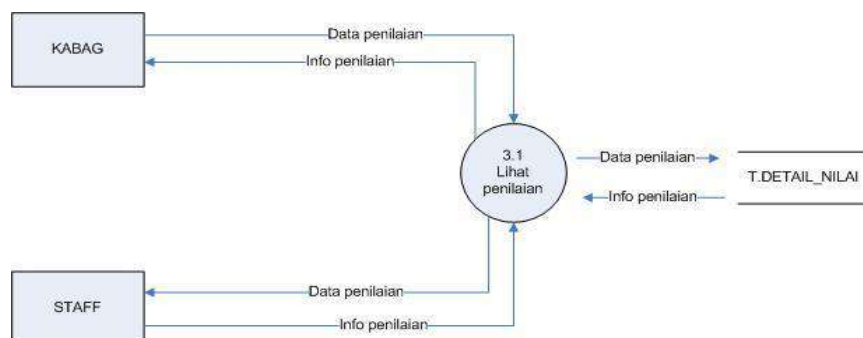 KABAG
Data penilaian
Info penilaian
3.1
Lihat
penilaian
Data penilaian
Info penilaian
T.DETAIL_NILAI
STAFF
Data penilaian
Info penilaian